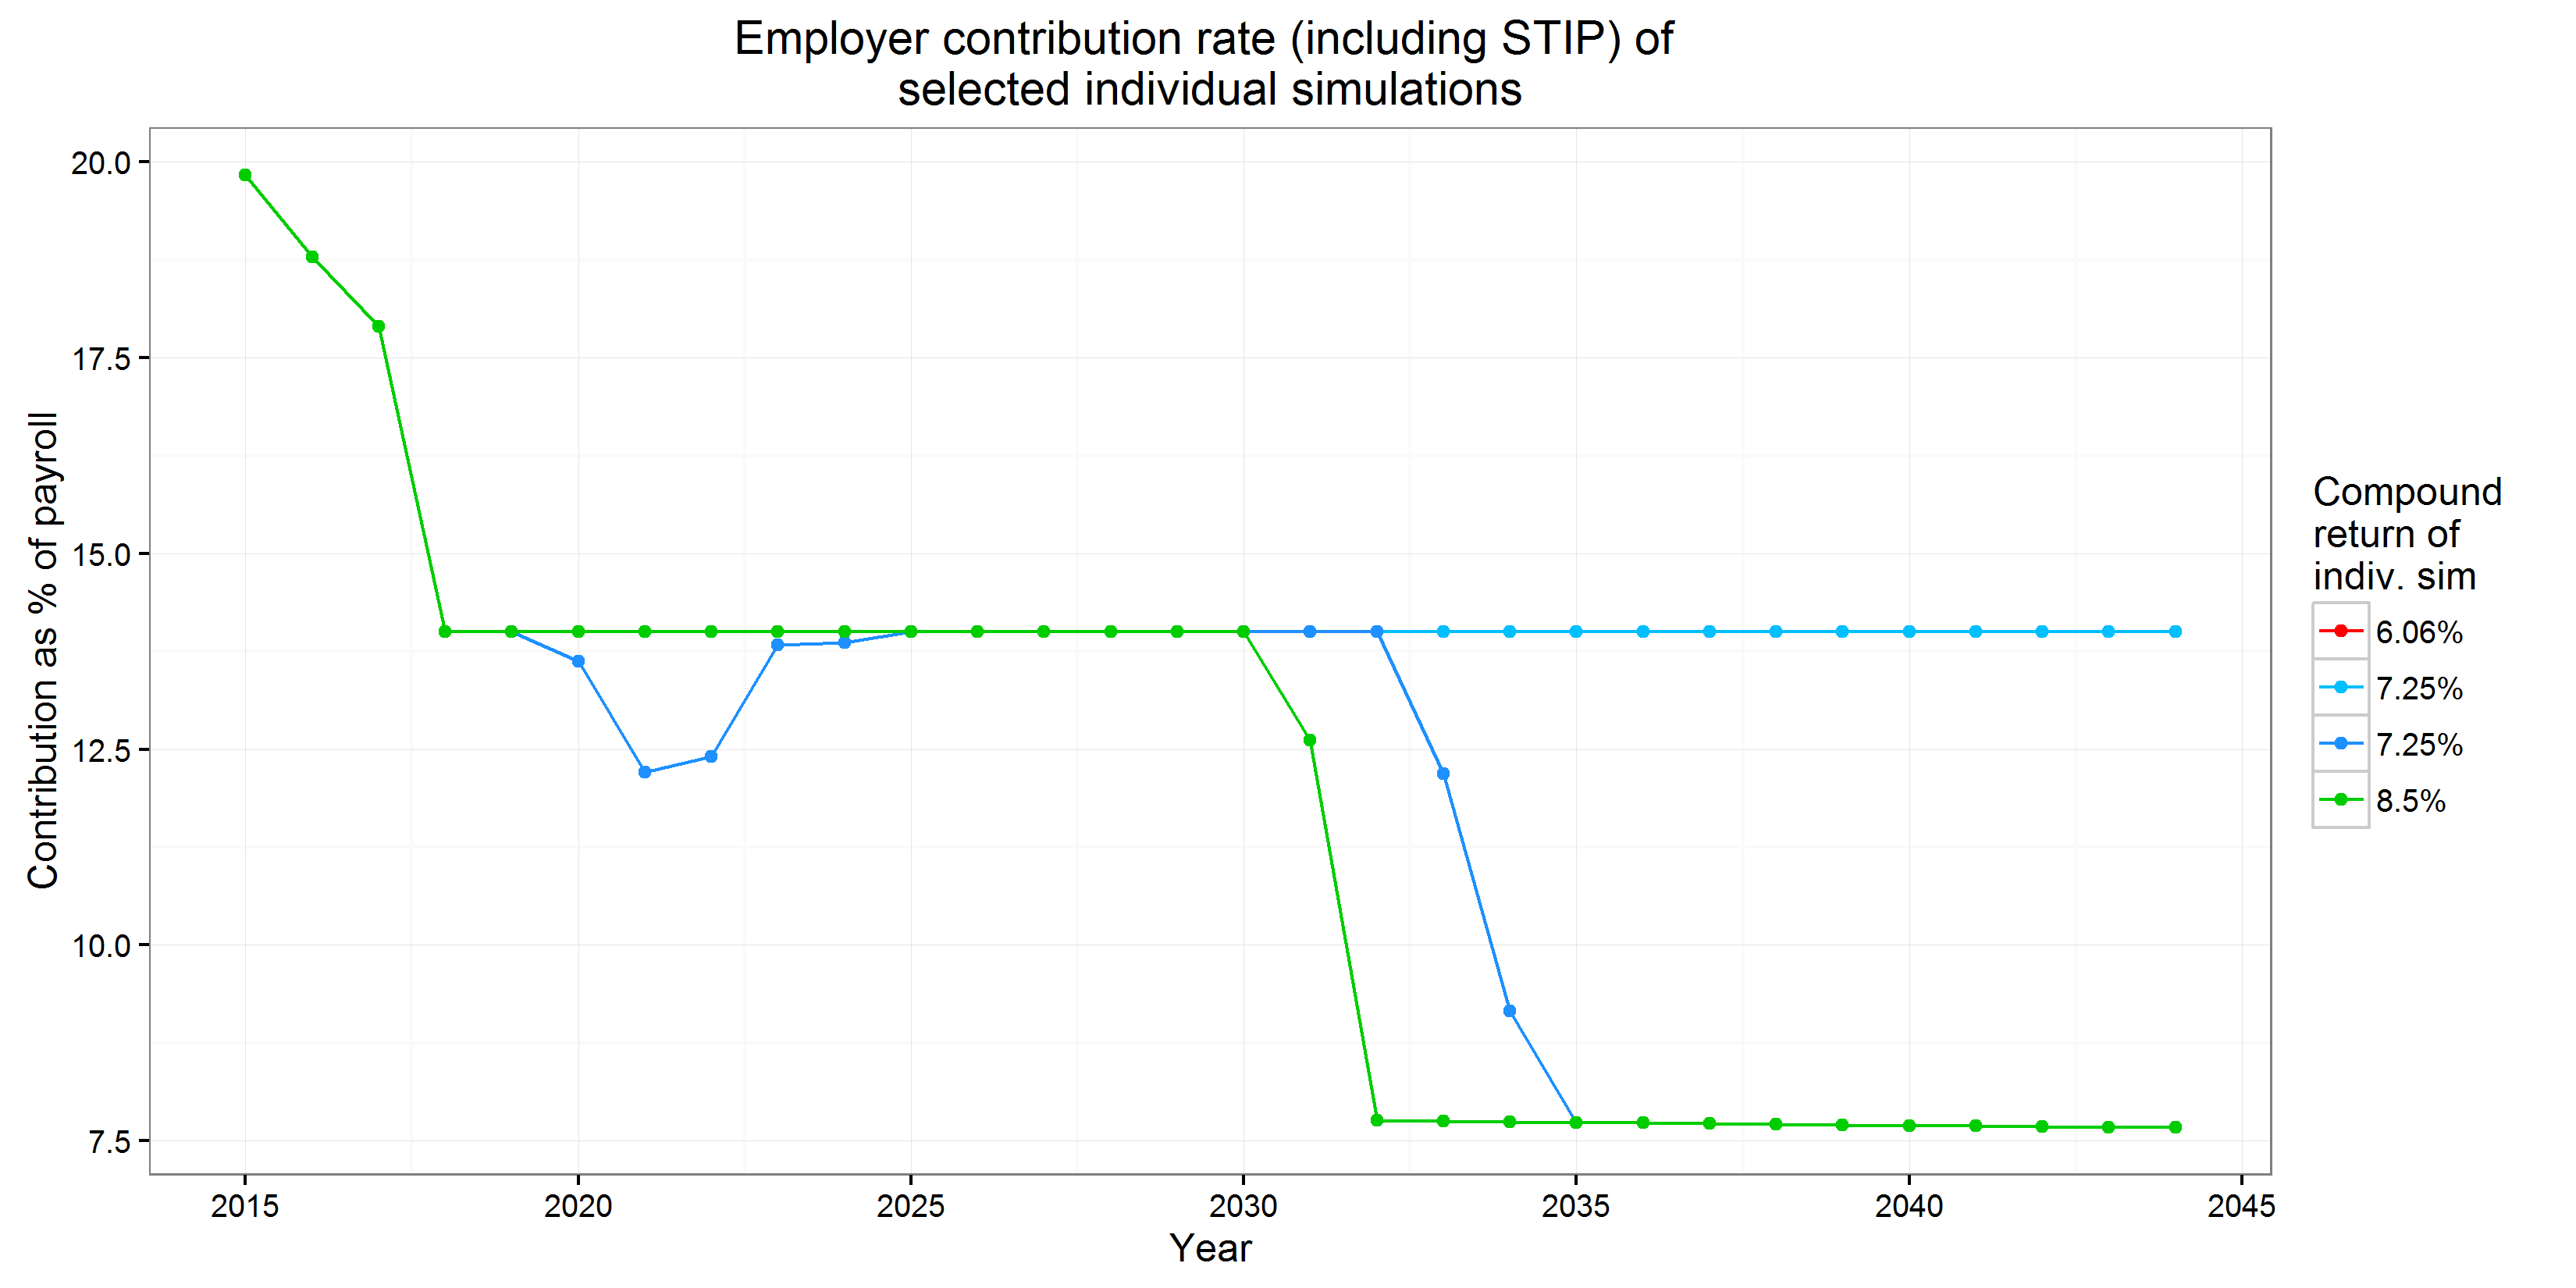 Employer contribution rate (including STIP) of
selected individual simulations
Contribution as % of payroll
20.0
17.5
15.0
12.5
10.0
7.5
2015
2020
2025
2030
2035
2040
2045
Year
Compound
return of
indiv. sim
6.06%
7.25%
7.25%
8.5%